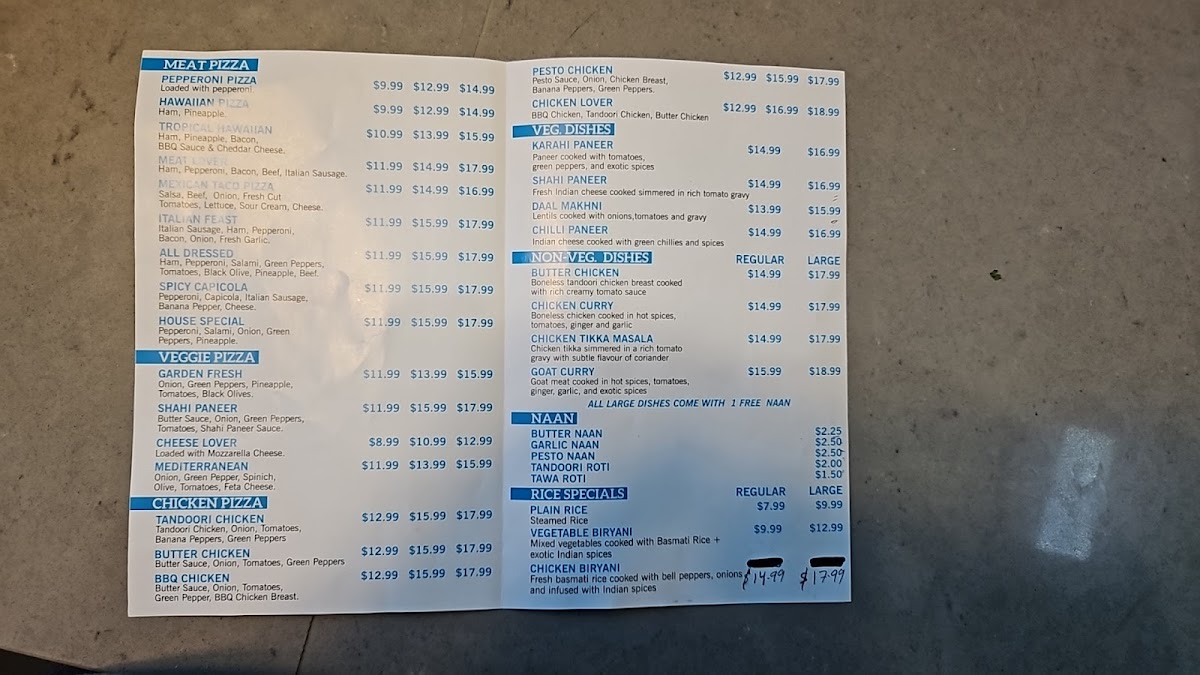 MEAT PIZZA
PEPPERONI PIZZA $9.99 $12.99 $14.99
Loaded with pepperoni
HAWAIIAN PIZZA $9.99 $12.99 $14.99
Ham, Pineapple.
TROPICAL HAWAIIAN $10.99 $13.99 $15.99
Ham, Pineapple, Bacon,
BBQ Sauce & Cheddar Cheese.
MEAT LOVER $11.99 $14.99 $17.99
Ham, Pepperoni, Bacon, Beef, Italian Sausage.
MEXICAN TACO PIZZA $11.99 $14.99 $16.99
Salsa, Beef, Onion, Fresh Cut
Tomatoes, Lettuce, Sour Cream, Cheese.
ITALIAN FEAST $11.99 $15.99 $17.99
Italian Sausage, Ham, Pepperoni,
Bacon, Onion, Fresh Garlic.
ALL DRESSED $11.99 $15.99 $17.99
Ham, Pepperoni, Salami, Green Peppers,
Tomatoes, Black Olive, Pineapple, Beef.
SPICY CAPICOLA $11.99 $15.99 $17.99
Pepperoni, Capicola, Italian Sausage,
Banana Pepper, Cheese.
HOUSE SPECIAL $11.99 $15.99 $17.99
Pepperoni, Salami, Onion, Green
Peppers, Pineapple.
VEGGIE PIZZA
GARDEN FRESH $11.99 $13.99 $15.99
Onion, Green Peppers, Pineapple,
Tomatoes, Black Olives.
SHAHI PANEER $11.99 $15.99 $17.99
Butter Sauce, Onion, Green Peppers,
Tomatoes, Shahi Paneer Sauce.
CHEESE LOVER $8.99 $10.99 $12.99
Loaded with Mozzarella Cheese.
MEDITERRANEAN $11.99 $13.99 $15.99
Onion, Green Pepper, Spinich,
Olive, Tomatoes, Feta Cheese.
CHICKEN PIZZA
TANDOORI CHICKEN $12.99 $15.99 $17.99
Tandoori Chicken, Onion, Tomatoes,
Banana Peppers, Green Peppers
BUTTER CHICKEN $12.99 $15.99 $17.99
Butter Sauce, Onion, Tomatoes, Green Peppers
BBQ CHICKEN $12.99 $15.99 $17.99
Butter Sauce, Onion, Tomatoes,
Green Pepper, BBQ Chicken Breast.
PESTO CHICKEN $12.99 $15.99 $17.99
Pesto Sauce, Onion, Chicken Breast,
Banana Peppers, Green Peppers.
CHICKEN LOVER $12.99 $16.99 $18.99
BBQ Chicken, Tandoori Chicken, Butter Chicken
VEG. DISHES
KARAHI PANEER $14.99 $16.99
Paneer cooked with tomatoes,
green peppers, and exotic spices
SHAHI PANEER $14.99 $16.99
Fresh Indian cheese cooked simmered in rich tomato gravy
DAAL MAKHNI $13.99 $15.99
Lentils cooked with onions,tomatoes and gravy
CHILLI PANEER $14.99 $16.99
Indian cheese cooked with green chillies and spices
NON-VEG. DISHES REGULAR LARGE
BUTTER CHICKEN $14.99 $17.99
Boneless tandoori chicken breast cooked
with rich creamy tomato sauce
CHICKEN CURRY $14.99 $17.99
Boneless chicken cooked in hot spices,
tomatoes, ginger and garlic
CHICKEN TIKKA MASALA $14.99 $17.99
Chicken tikka simmered in a rich tomato
gravy with subtle flavour of coriander
GOAT CURRY $15.99 $18.99
Goat meat cooked in hot spices, tomatoes,
ginger, garlic, and exotic spices
ALL LARGE DISHES COME WITH 1 FREE NAAN
NAAN
BUTTER NAAN $2.25
GARLIC NAAN $2.50
PESTO NAAN $2.50
TANDOORI ROTI $2.00
TAWA ROTI $1.50
RICE SPECIALS REGULAR LARGE
PLAIN RICE $7.99 $9.99
Steamed Rice
VEGETABLE BIRYANI $9.99 $12.99
Mixed vegetables cooked with Basmati Rice +
exotic Indian spices
CHICKEN BIRYANI
Fresh basmati rice cooked with bell peppers, onions $14.99 $17.99
and infused with Indian spices